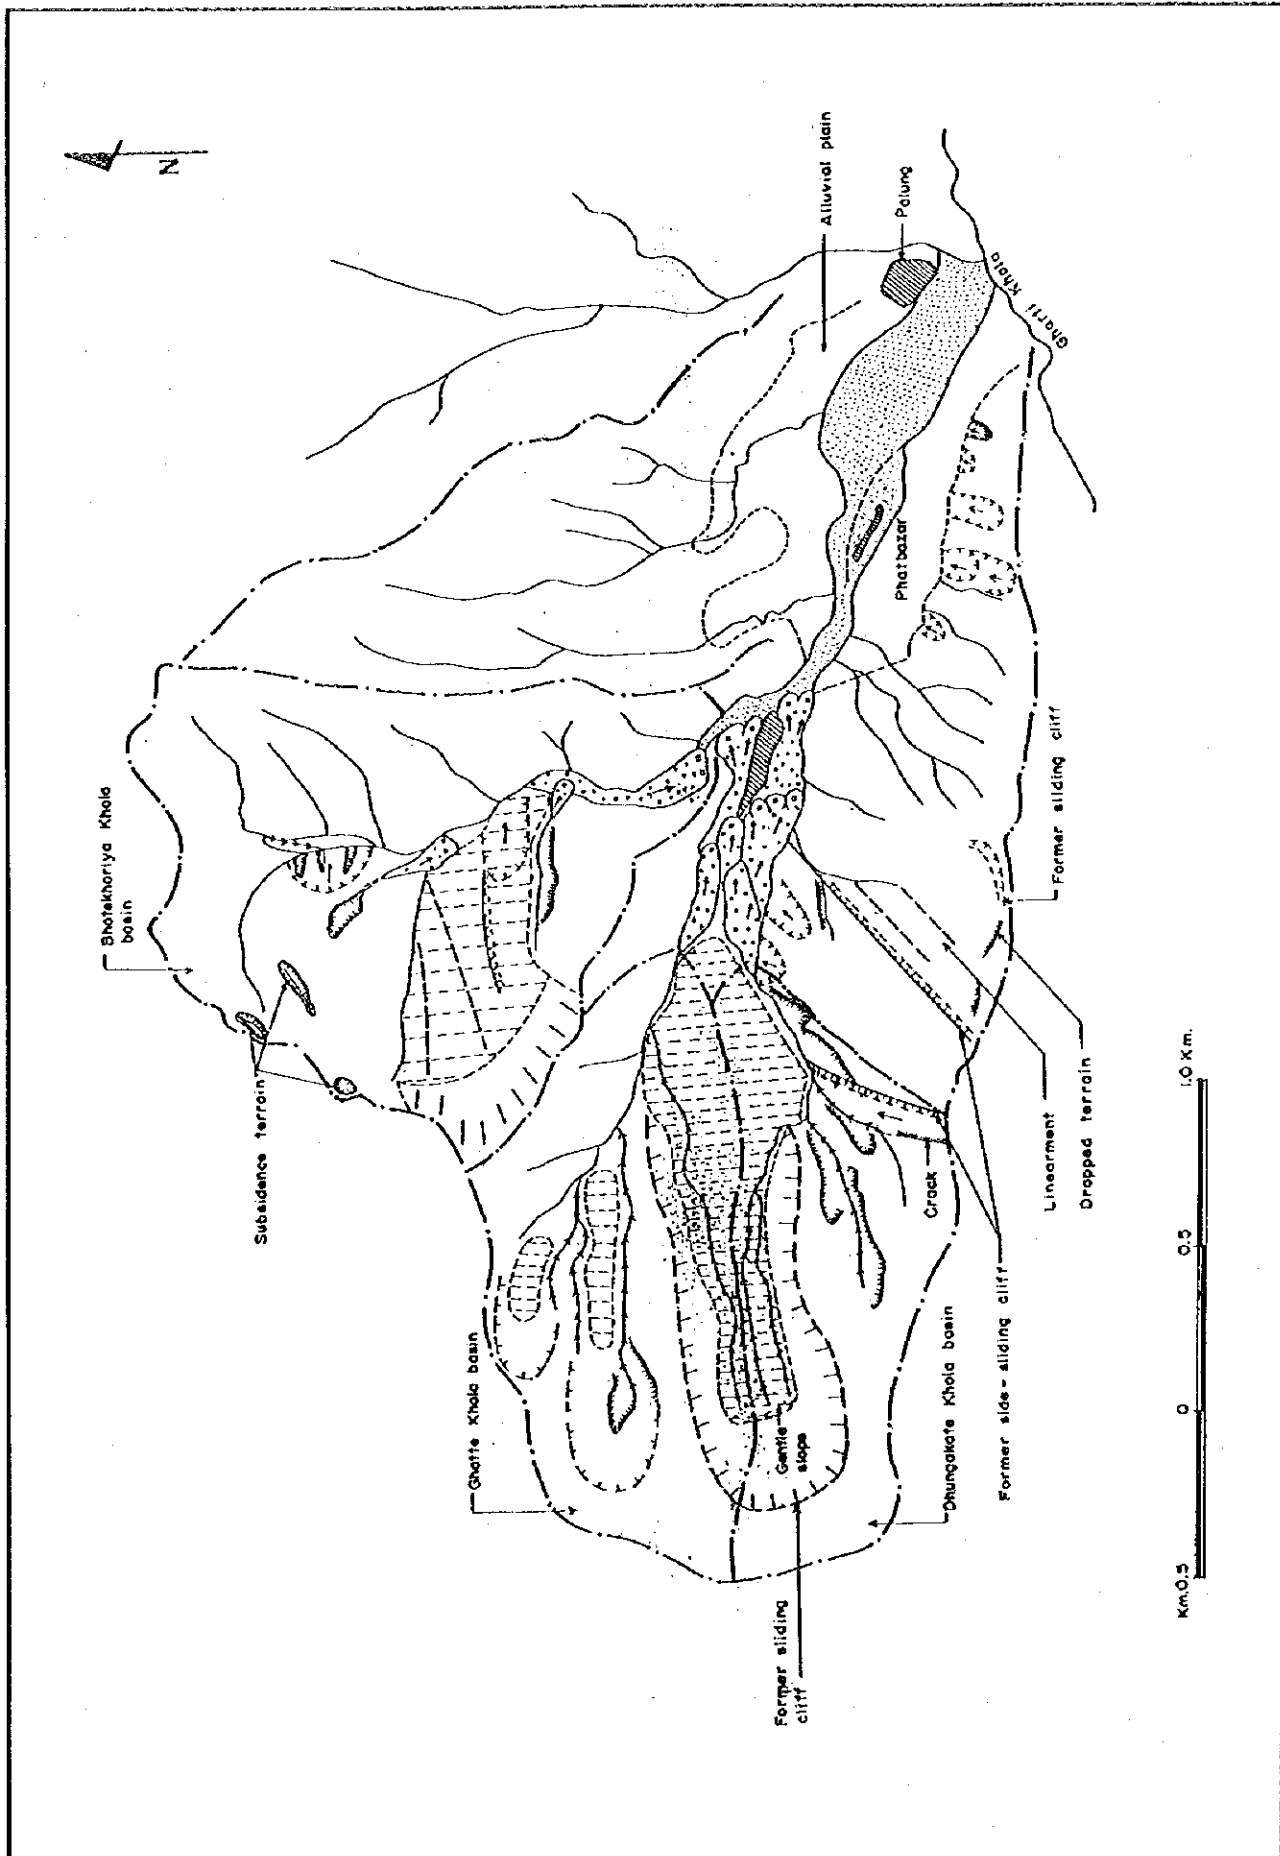 N
Bhotekhoriya Khola
basin
Subsidence terrain
Ghatte Khola basin
Former sliding
cliff
Gentle
slope
Dhungakate Khola basin
Former side-sliding cliff
Crack
Linearment
Dropped terrain
Former sliding cliff
Phatbazar
Alluvial plain
Palung
Gharti Khola
Km.0.5
0
0.5
1.0 Km.